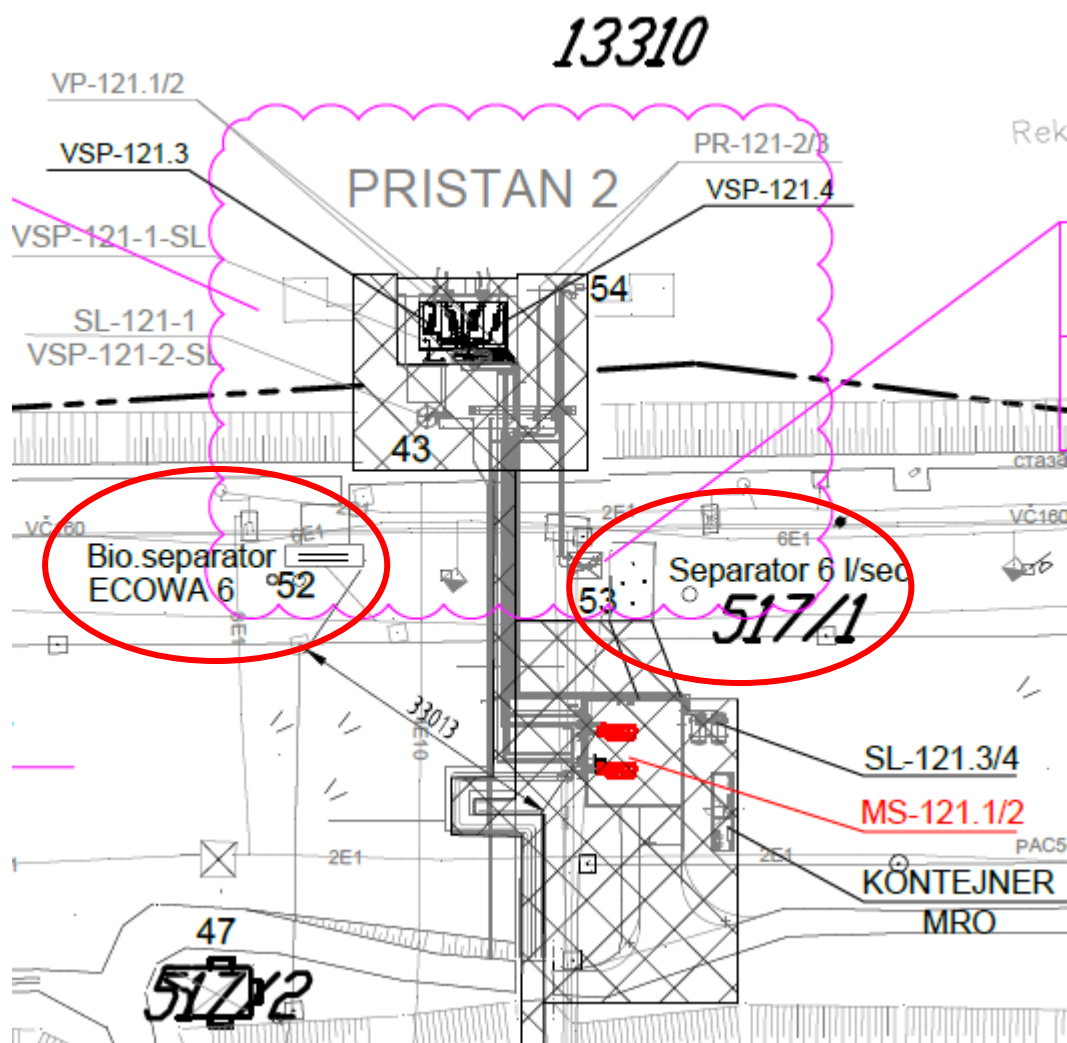 13310
VP-121.1/2
Rek
VSP-121.3
PR-121-2/3
PRISTAN 2
VSP-121.4
VSP-121-1-SL
54
SL-121-1
VSP-121-2-SL
43
стаза
VČ160
2E1
2E1
VČ160
6E1
6E1
Bio.separator
ECOWA 6
52
Separator 6 l/sec
53
517/1
8E1
33013
1E10
SL-121.3/4
MS-121.1/2
2E1
2E1
PAC5
KONTEJNER
MRO
47
517/2